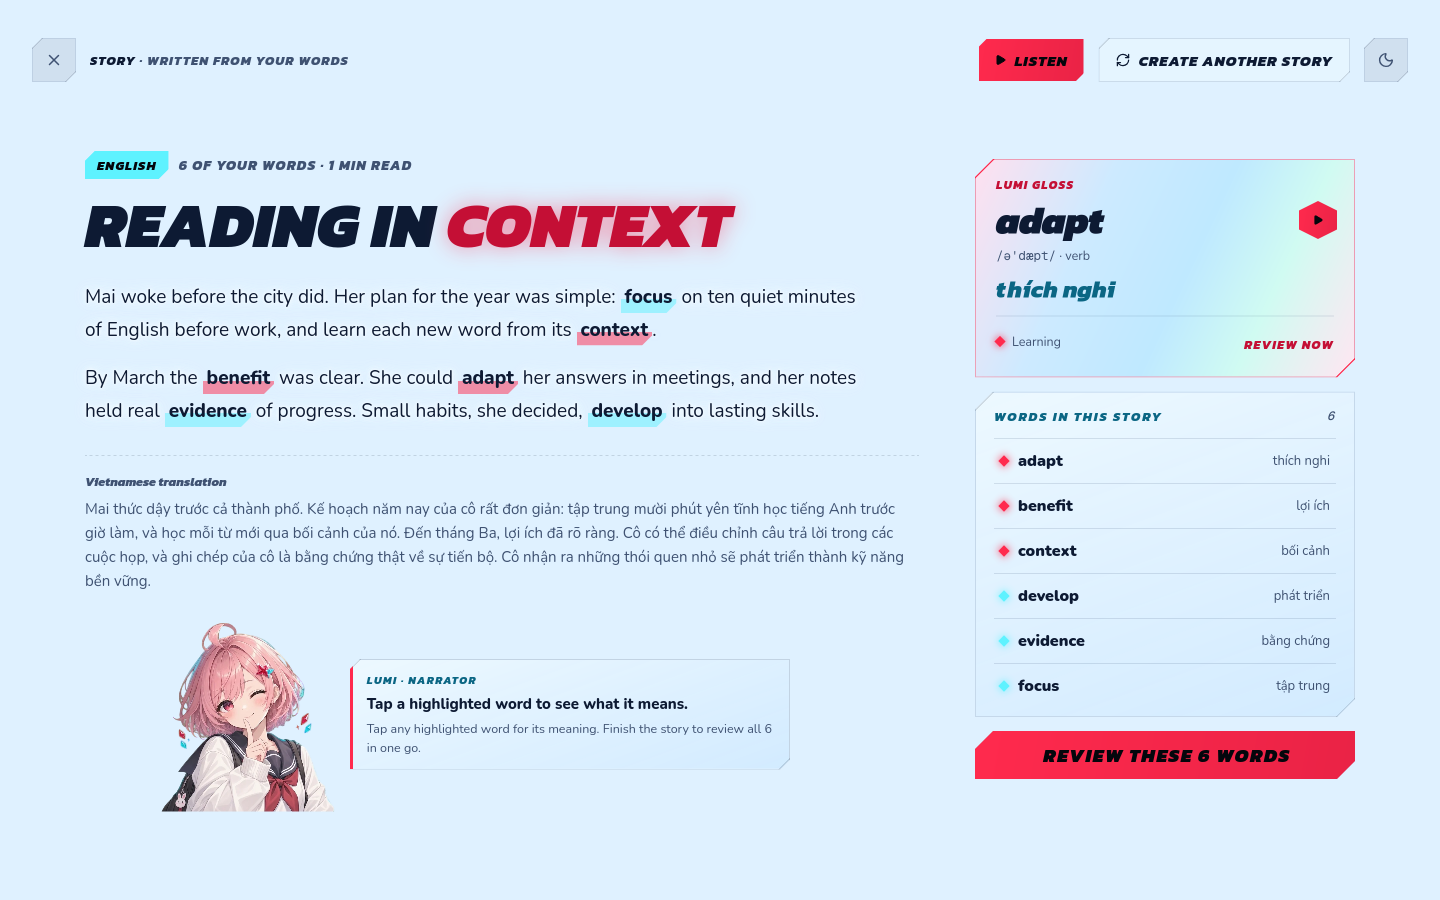 STORY · WRITTEN FROM YOUR WORDS
LISTEN
CREATE ANOTHER STORY
ENGLISH
6 OF YOUR WORDS · 1 MIN READ
READING IN CONTEXT
Mai woke before the city did. Her plan for the year was simple: focus on ten quiet minutes
of English before work, and learn each new word from its context.
By March the benefit was clear. She could adapt her answers in meetings, and her notes
held real evidence of progress. Small habits, she decided, develop into lasting skills.
Vietnamese translation
Mai thức dậy trước cả thành phố. Kế hoạch năm nay của cô rất đơn giản: tập trung mười phút yên tĩnh học tiếng Anh trước
giờ làm, và học mỗi từ mới qua bối cảnh của nó. Đến tháng Ba, lợi ích đã rõ ràng. Cô có thể điều chỉnh câu trả lời trong các
cuộc họp, và ghi chép của cô là bằng chứng thật về sự tiến bộ. Cô nhận ra những thói quen nhỏ sẽ phát triển thành kỹ năng
bền vững.
LUMI · NARRATOR
Tap a highlighted word to see what it means.
Tap any highlighted word for its meaning. Finish the story to review all 6
in one go.
LUMI GLOSS
adapt
/ə'dæpt/ · verb
thích nghi
Learning
REVIEW NOW
WORDS IN THIS STORY 6
adapt thích nghi
benefit lợi ích
context bối cảnh
develop phát triển
evidence bằng chứng
focus tập trung
REVIEW THESE 6 WORDS